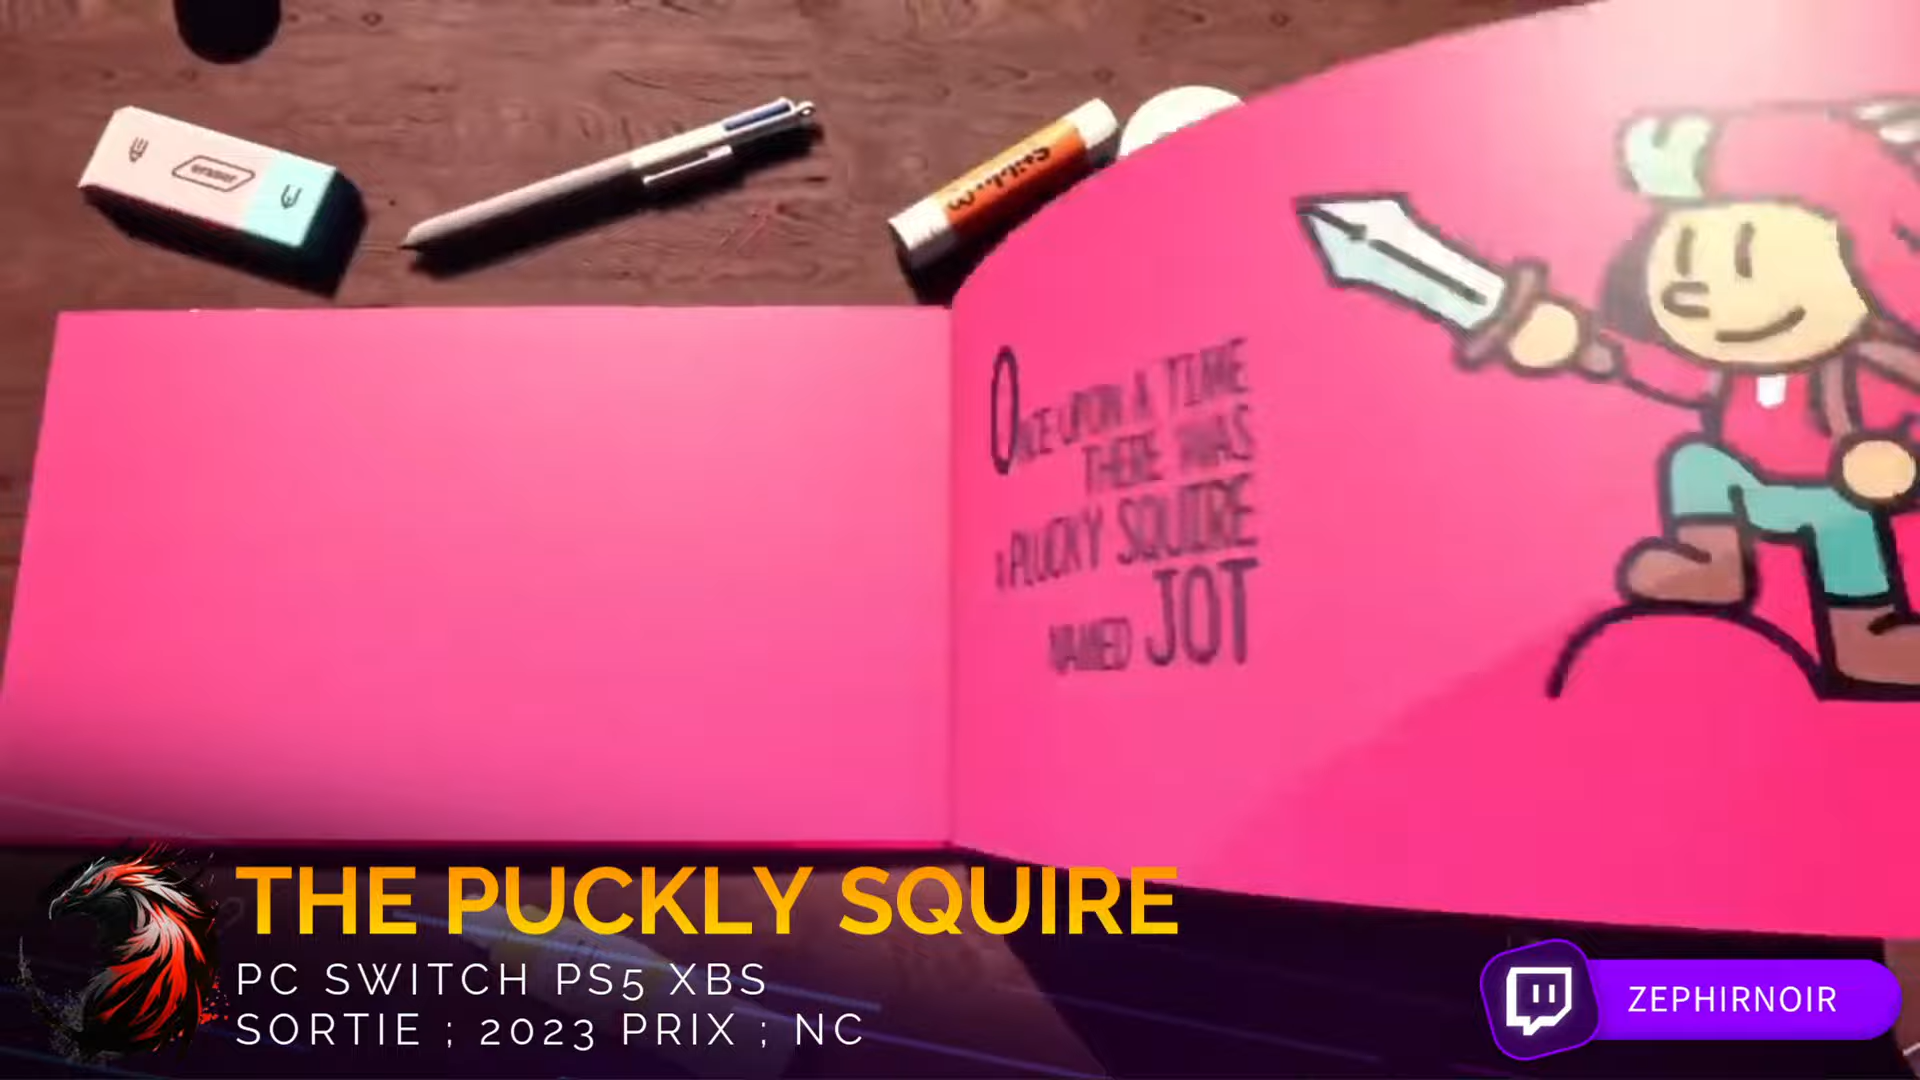 eraser
ONCE UPON A TIME
THERE WAS
A PLUCKY SQUIRE
NAMED JOT
THE PUCKLY SQUIRE
PC SWITCH PS5 XBS
SORTIE ; 2023 PRIX ; NC
ZEPHIRNOIR